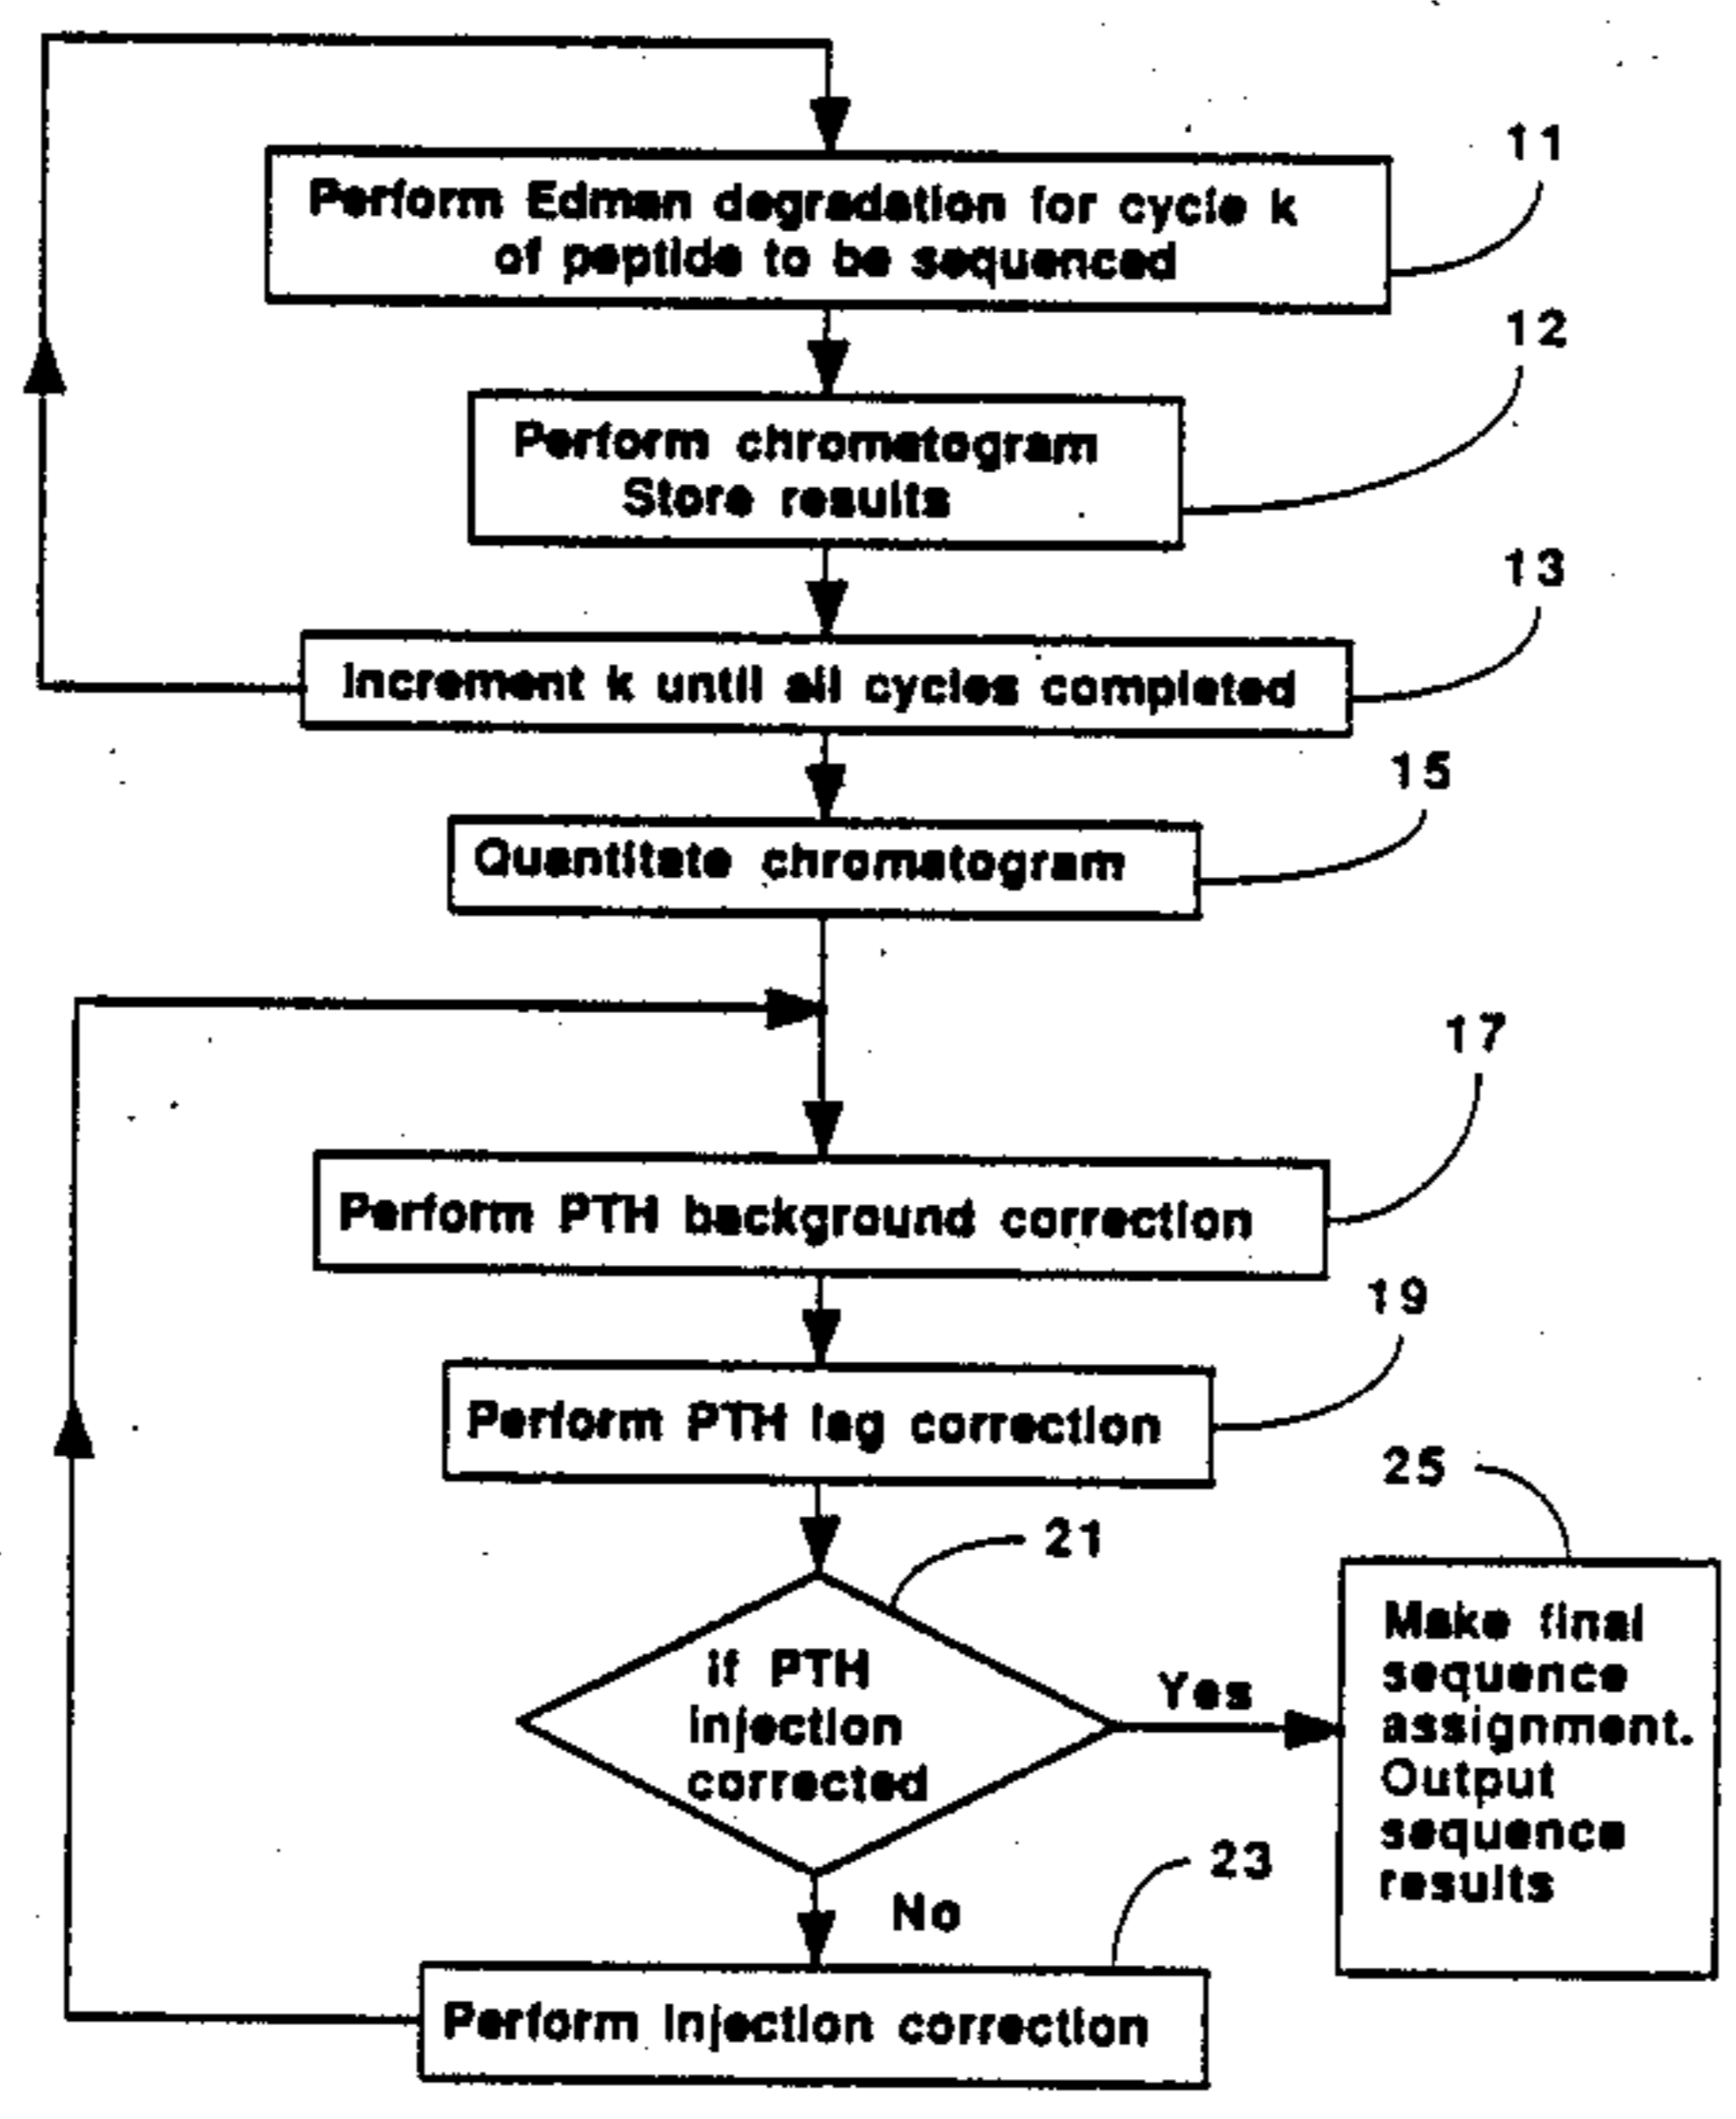 11
Perform Edman degradation for cycle k
of peptide to be sequenced
12
Perform chromatogram
Store results
13
Increment k until all cycles completed
15
Quantitate chromatogram
17
Perform PTH background correction
19
Perform PTH lag correction
25
21
If PTH
injection
corrected
Yes
Make final
sequence
assignment.
Output
sequence
results
No
23
Perform injection correction